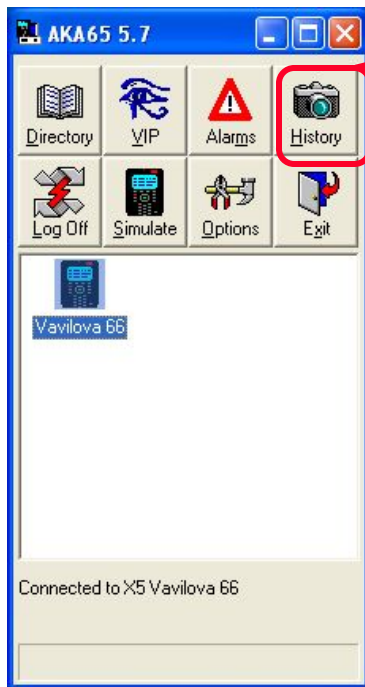 AKA65 5.7
Directory VIP Alarms History
Log Off Simulate Options Exit
Vavilova 66
Connected to X5 Vavilova 66